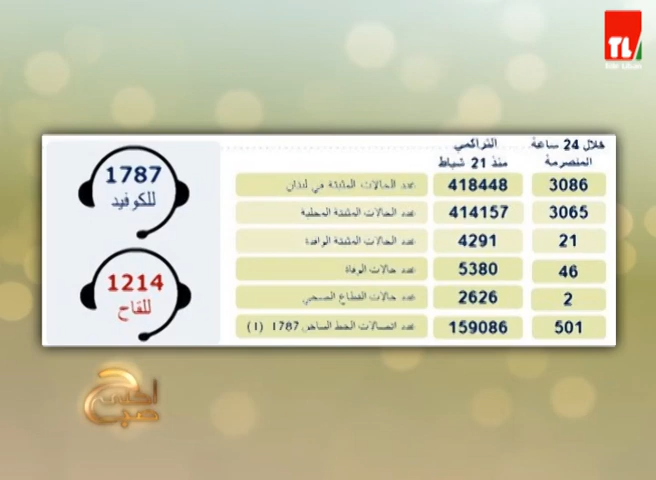 TL
خلال 24 ساعة
المنصرمة
التراكمي
منذ 21 شباط
عدد الحالات المثبتة في لبنان 418448 3086
عدد الحالات المثبتة المحلية 414157 3065
عدد الحالات المثبتة الوافدة 4291 21
عدد حالات الوفاة 5380 46
عدد حالات القطاع الصحي 2626 2
عدد اتصالات الخط الساخن 1787 (1) 159086 501
1787
للكوفيد
1214
للقاح